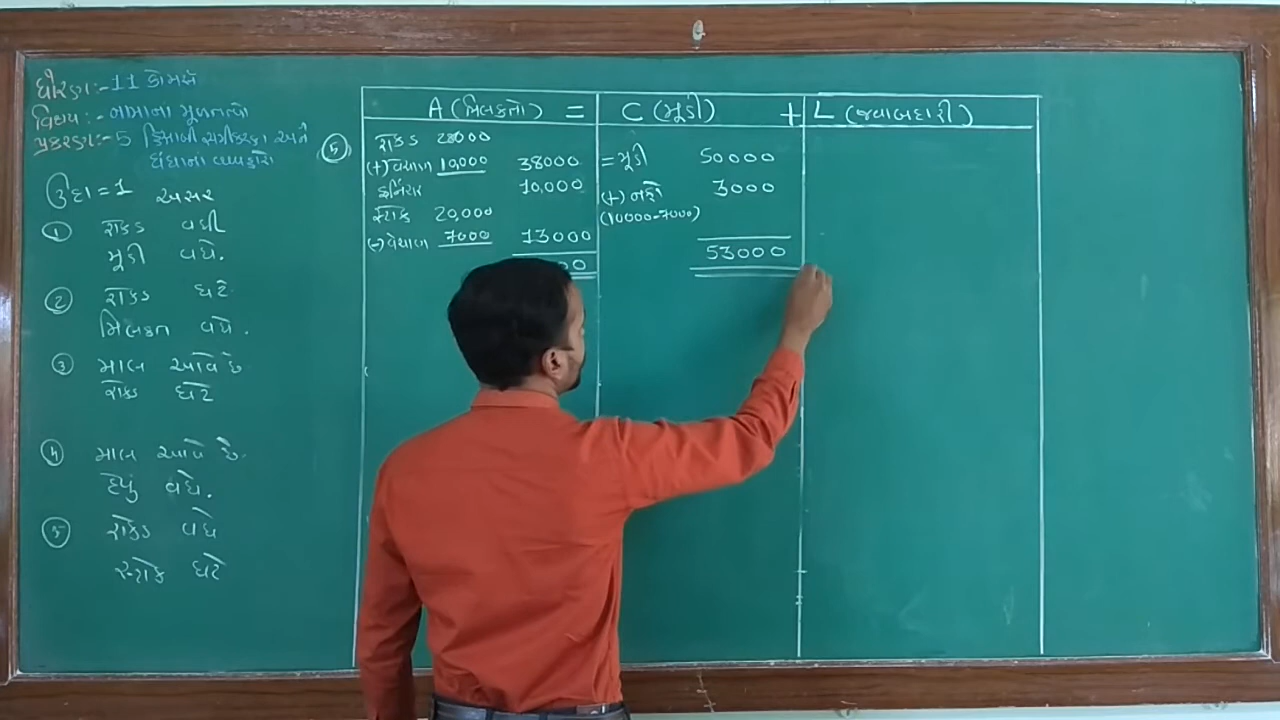 ધોરણ:-11 કોમર્સ
વિષય:-નામાના મૂળતત્વો
પ્રકરણ:-5 હિસાબી સમીકરણ અને
ધંધાના વ્યવહારો
ઉદા=1 અસર
① રોકડ વધી
મૂડી વધે.
② રોકડ ઘટે
મિલકત વધે.
③ માલ આવે છે
રોકડ ઘટે
④ માલ આવે છે.
દેવું વધે.
⑤ રોકડ વધે
સ્ટોક ઘટે
A (મિલકતો) = C (મૂડી) + L (જવાબદારી)
⑤ રોકડ 28000
(+) વેચાણ 10,000 38000 = મૂડી 50000
ફર્નિચર 10,000 (+) નફો 3000
સ્ટોક 20,000 (10000-7000)
(-) વેચાણ 7000 13000
53000